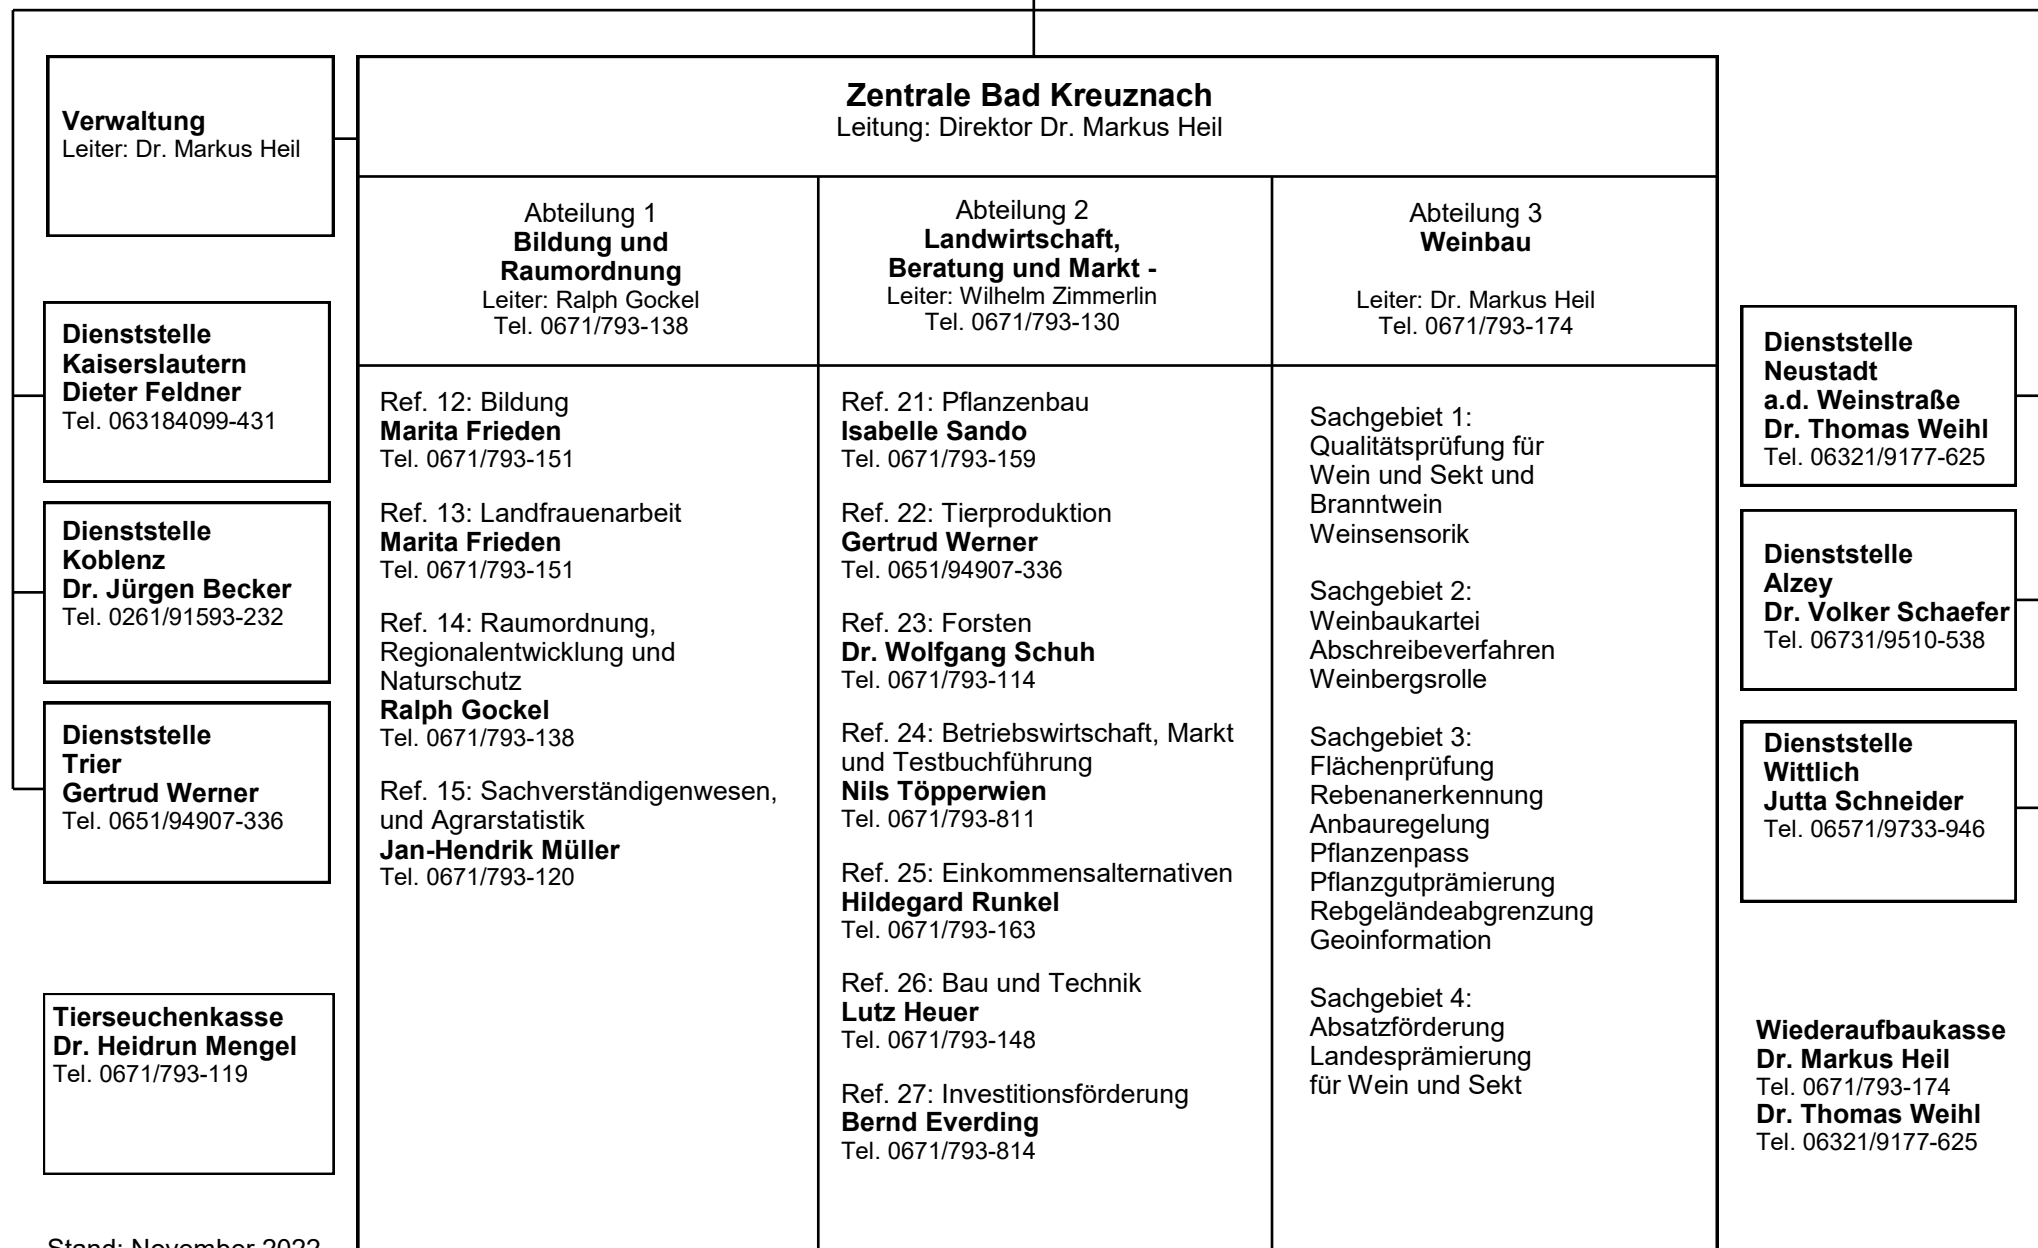 Zentrale Bad Kreuznach
Leitung: Direktor Dr. Markus Heil
Verwaltung
Leiter: Dr. Markus Heil
Dienststelle
Kaiserslautern
Dieter Feldner
Tel. 063184099-431
Dienststelle
Koblenz
Dr. Jürgen Becker
Tel. 0261/91593-232
Dienststelle
Trier
Gertrud Werner
Tel. 0651/94907-336
Tierseuchenkasse
Dr. Heidrun Mengel
Tel. 0671/793-119
Stand: November 2022
Abteilung 1
Bildung und
Raumordnung
Leiter: Ralph Gockel
Tel. 0671/793-138
Ref. 12: Bildung
Marita Frieden
Tel. 0671/793-151
Ref. 13: Landfrauenarbeit
Marita Frieden
Tel. 0671/793-151
Ref. 14: Raumordnung,
Regionalentwicklung und
Naturschutz
Ralph Gockel
Tel. 0671/793-138
Ref. 15: Sachverständigenwesen,
und Agrarstatistik
Jan-Hendrik Müller
Tel. 0671/793-120
Abteilung 2
Landwirtschaft,
Beratung und Markt -
Leiter: Wilhelm Zimmerlin
Tel. 0671/793-130
Ref. 21: Pflanzenbau
Isabelle Sando
Tel. 0671/793-159
Ref. 22: Tierproduktion
Gertrud Werner
Tel. 0651/94907-336
Ref. 23: Forsten
Dr. Wolfgang Schuh
Tel. 0671/793-114
Ref. 24: Betriebswirtschaft, Markt
und Testbuchführung
Nils Töpperwien
Tel. 0671/793-811
Ref. 25: Einkommensalternativen
Hildegard Runkel
Tel. 0671/793-163
Ref. 26: Bau und Technik
Lutz Heuer
Tel. 0671/793-148
Ref. 27: Investitionsförderung
Bernd Everding
Tel. 0671/793-814
Abteilung 3
Weinbau
Leiter: Dr. Markus Heil
Tel. 0671/793-174
Sachgebiet 1:
Qualitätsprüfung für
Wein und Sekt und
Branntwein
Weinsensorik
Sachgebiet 2:
Weinbaukartei
Abschreibeverfahren
Weinbergsrolle
Sachgebiet 3:
Flächenprüfung
Rebenanerkennung
Anbauregelung
Pflanzenpass
Pflanzgutprämierung
Rebgeländeabgrenzung
Geoinformation
Sachgebiet 4:
Absatzförderung
Landesprämierung
für Wein und Sekt
Dienststelle
Neustadt
a.d. Weinstraße
Dr. Thomas Weihl
Tel. 06321/9177-625
Dienststelle
Alzey
Dr. Volker Schaefer
Tel. 06731/9510-538
Dienststelle
Wittlich
Jutta Schneider
Tel. 06571/9733-946
Wiederaufbaukasse
Dr. Markus Heil
Tel. 0671/793-174
Dr. Thomas Weihl
Tel. 06321/9177-625